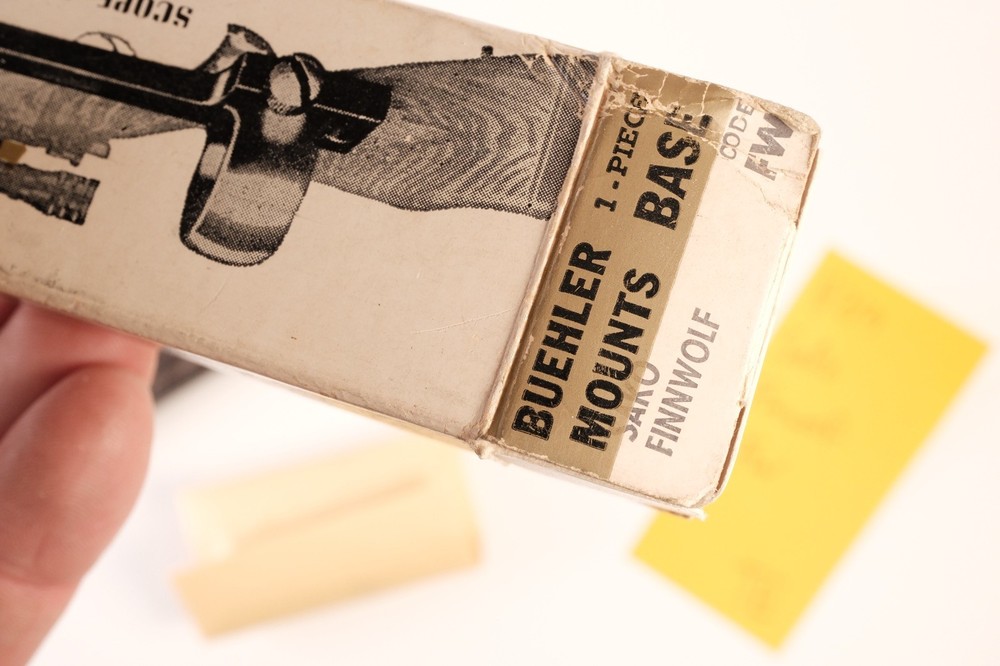 BUEHLER 1-PIECE
MOUNTS BASE
SAKO CODE
FINNWOLF FW